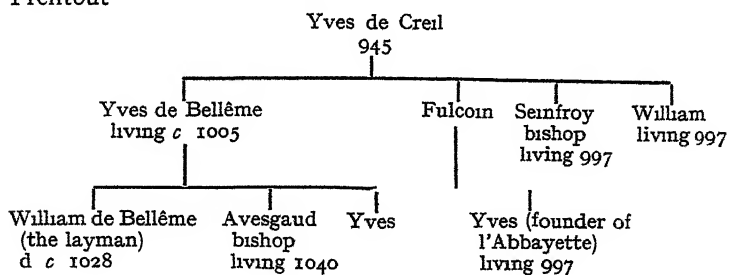 Prentout
Yves de Creil
945
Yves de Bellême
living c 1005
Fulcoin
Seinfroy
bishop
living 997
William
living 997
William de Bellême
(the layman)
d c 1028
Avesgaud
bishop
living 1040
Yves
Yves (founder of
l'Abbayette)
living 997